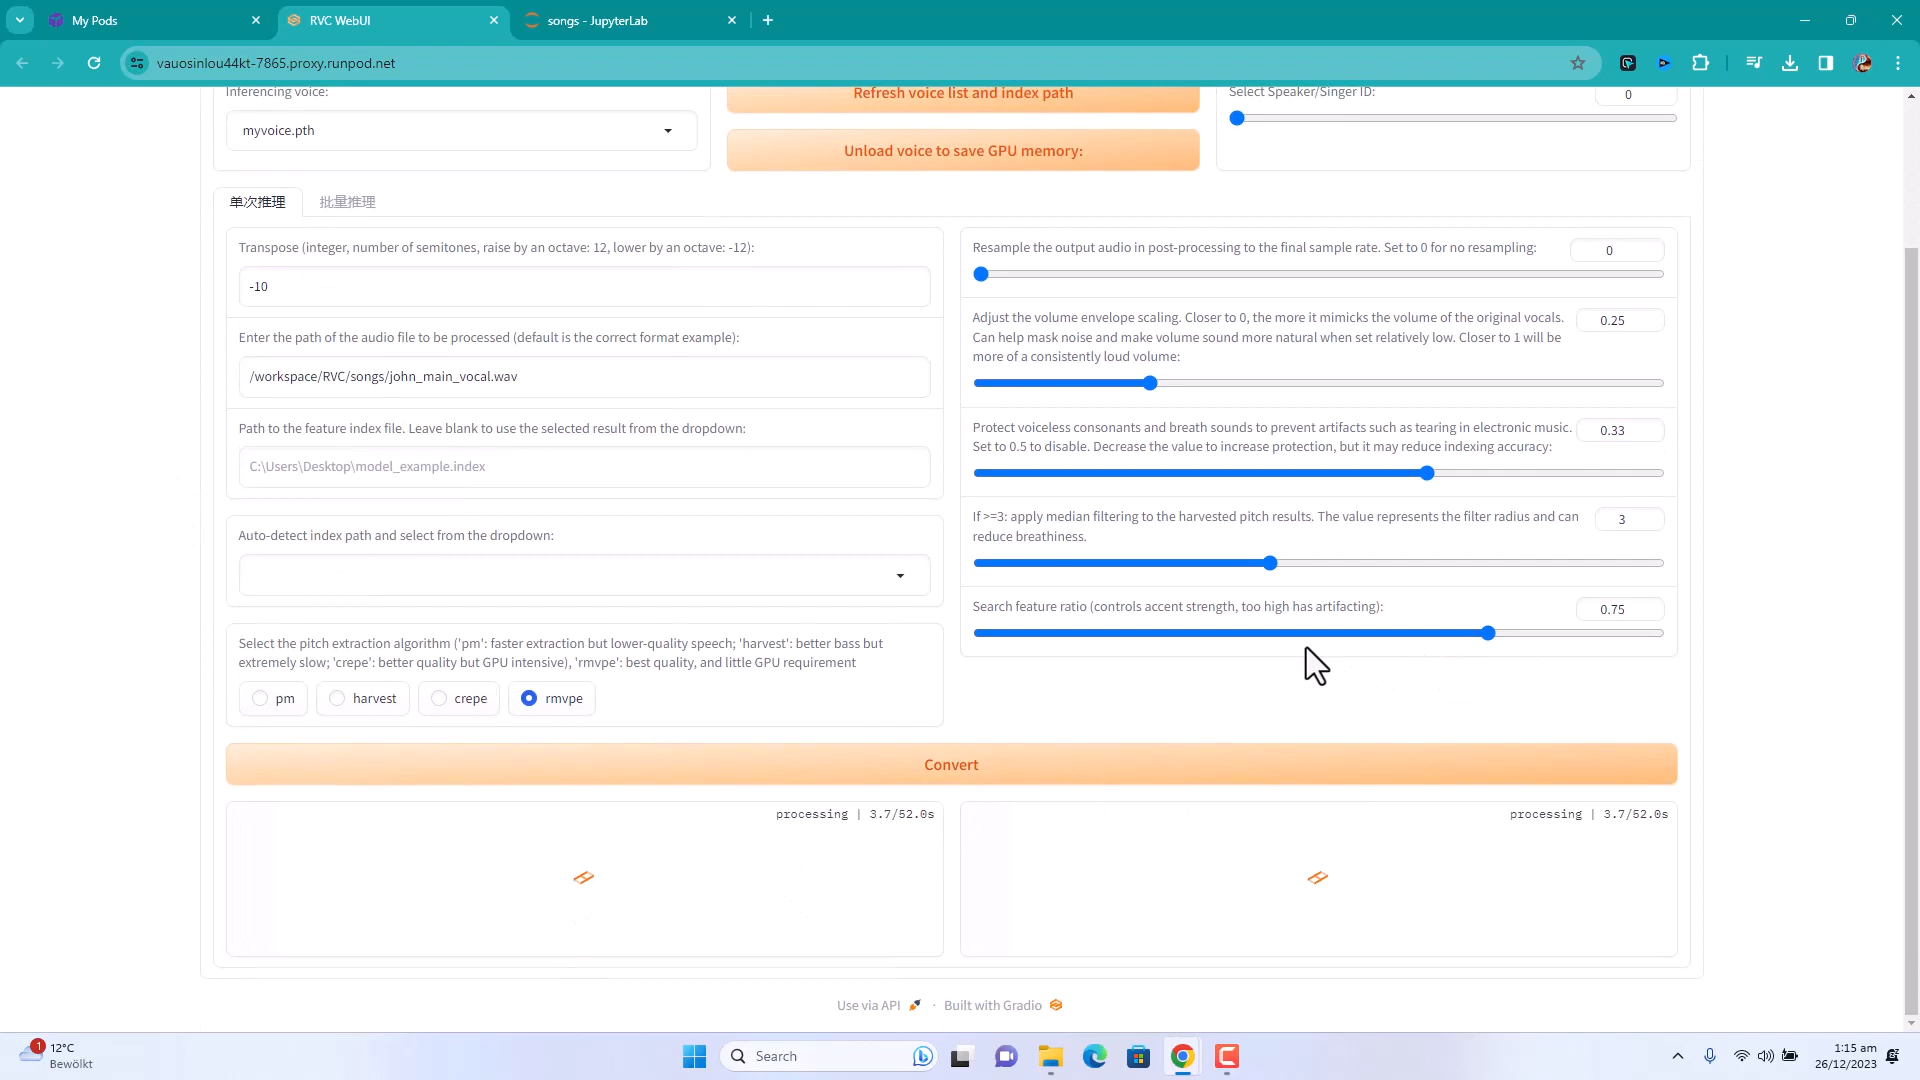 My Pods
RVC WebUI
songs - JupyterLab
vauosinlou44kt-7865.proxy.runpod.net
Inferencing voice:
myvoice.pth
Refresh voice list and index path
Unload voice to save GPU memory:
Select Speaker/Singer ID:
0
单次推理
批量推理
Transpose (integer, number of semitones, raise by an octave: 12, lower by an octave: -12):
-10
Enter the path of the audio file to be processed (default is the correct format example):
/workspace/RVC/songs/john_main_vocal.wav
Path to the feature index file. Leave blank to use the selected result from the dropdown:
C:\Users\Desktop\model_example.index
Auto-detect index path and select from the dropdown:
Select the pitch extraction algorithm ('pm': faster extraction but lower-quality speech; 'harvest': better bass but
extremely slow; 'crepe': better quality but GPU intensive), 'rmvpe': best quality, and little GPU requirement
pm
harvest
crepe
rmvpe
Resample the output audio in post-processing to the final sample rate. Set to 0 for no resampling:
0
Adjust the volume envelope scaling. Closer to 0, the more it mimicks the volume of the original vocals.
Can help mask noise and make volume sound more natural when set relatively low. Closer to 1 will be
more of a consistently loud volume:
0.25
Protect voiceless consonants and breath sounds to prevent artifacts such as tearing in electronic music.
Set to 0.5 to disable. Decrease the value to increase protection, but it may reduce indexing accuracy:
0.33
If >=3: apply median filtering to the harvested pitch results. The value represents the filter radius and can
reduce breathiness.
3
Search feature ratio (controls accent strength, too high has artifacting):
0.75
Convert
processing | 3.7/52.0s
processing | 3.7/52.0s
Use via API · Built with Gradio
1
12°C
Bewölkt
Search
1:15 am
26/12/2023